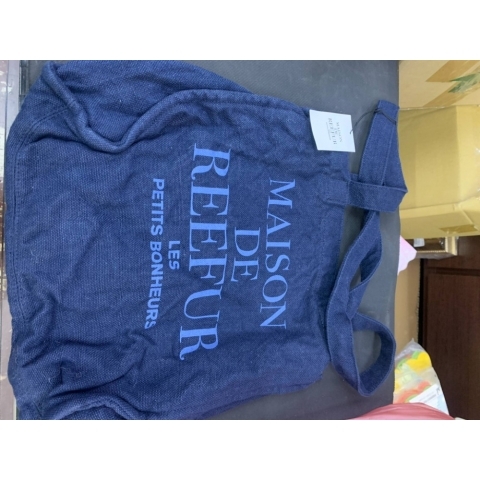 MAISON
DE
REEFUR
LES
PETITS BONHEURS